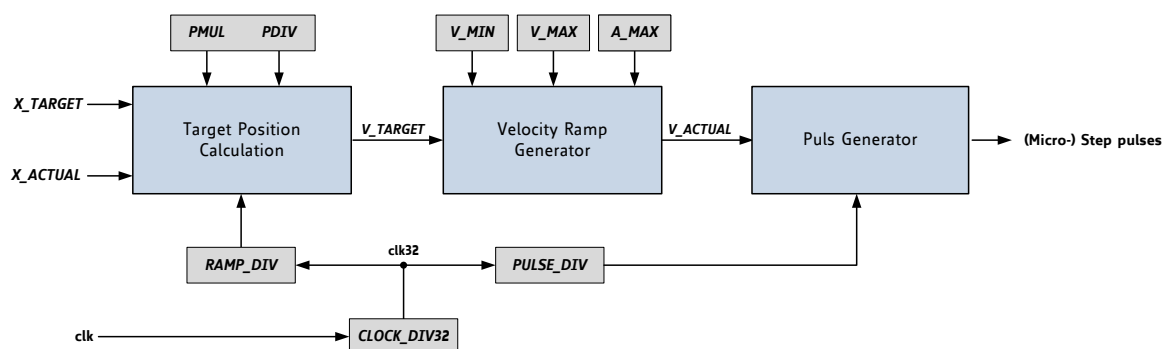 PMUL PDIV
V_MIN
V_MAX
A_MAX
X_TARGET
X_ACTUAL
Target Position
Calculation
V_TARGET
Velocity Ramp
Generator
V_ACTUAL
Puls Generator
(Micro-) Step pulses
RAMP_DIV
clk32
PULSE_DIV
clk
CLOCK_DIV32